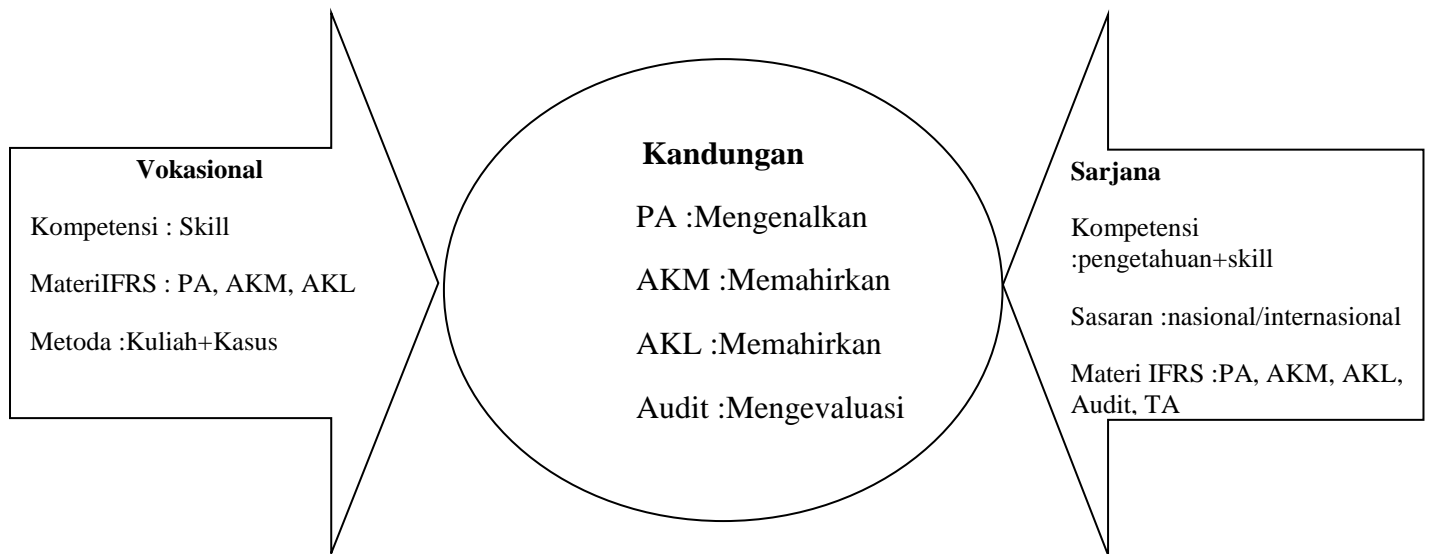 Vokasional
Kompetensi : Skill
MateriIFRS : PA, AKM, AKL
Metoda :Kuliah+Kasus
Kandungan
PA :Mengenalkan
AKM :Memahirkan
AKL :Memahirkan
Audit :Mengevaluasi
Sarjana
Kompetensi
:pengetahuan+skill
Sasaran :nasional/internasional
Materi IFRS :PA, AKM, AKL,
Audit, TA